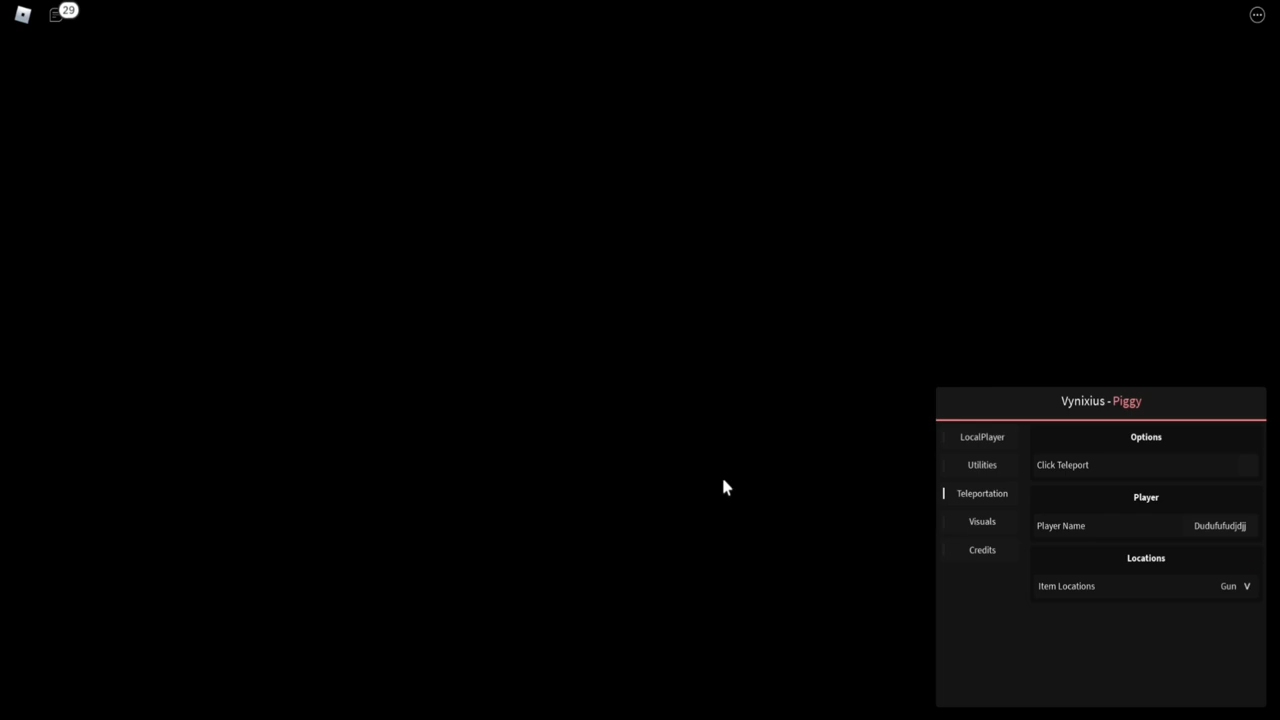 29
Vynixius - Piggy
LocalPlayer
Utilities
Teleportation
Visuals
Credits
Options
Click Teleport
Player
Player Name Dudufufudjdjj
Locations
Item Locations Gun V